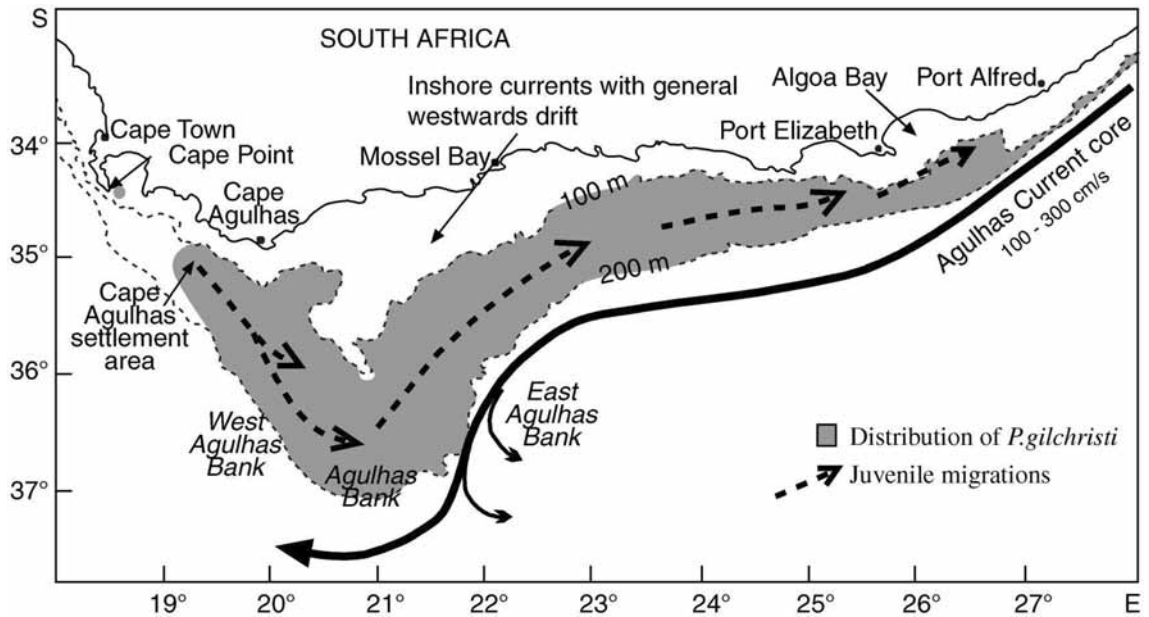 S
SOUTH AFRICA
Inshore currents with general
westwards drift
Algoa Bay
Port Alfred
Cape Town
Cape Point
Mossel Bay
Port Elizabeth
34°
Cape
Agulhas
100 m
200 m
Agulhas Current core
100 - 300 cm/s
35°
Cape
Agulhas
settlement
area
36°
West
Agulhas
Bank
East
Agulhas
Bank
Agulhas
Bank
Distribution of P.gilchristi
Juvenile migrations
37°
19°
20°
21°
22°
23°
24°
25°
26°
27°
E